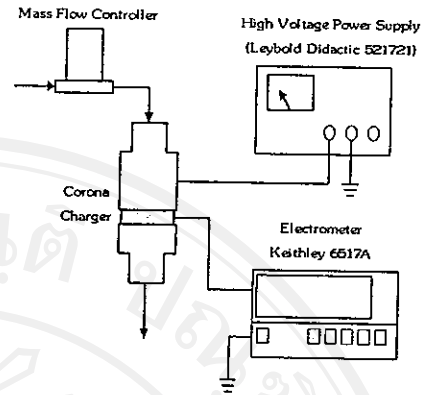 Mass Flow Controller
High Voltage Power Supply
(Leybold Didactic 521721)
Corona
Charger
Electrometer
Keithley 6517A